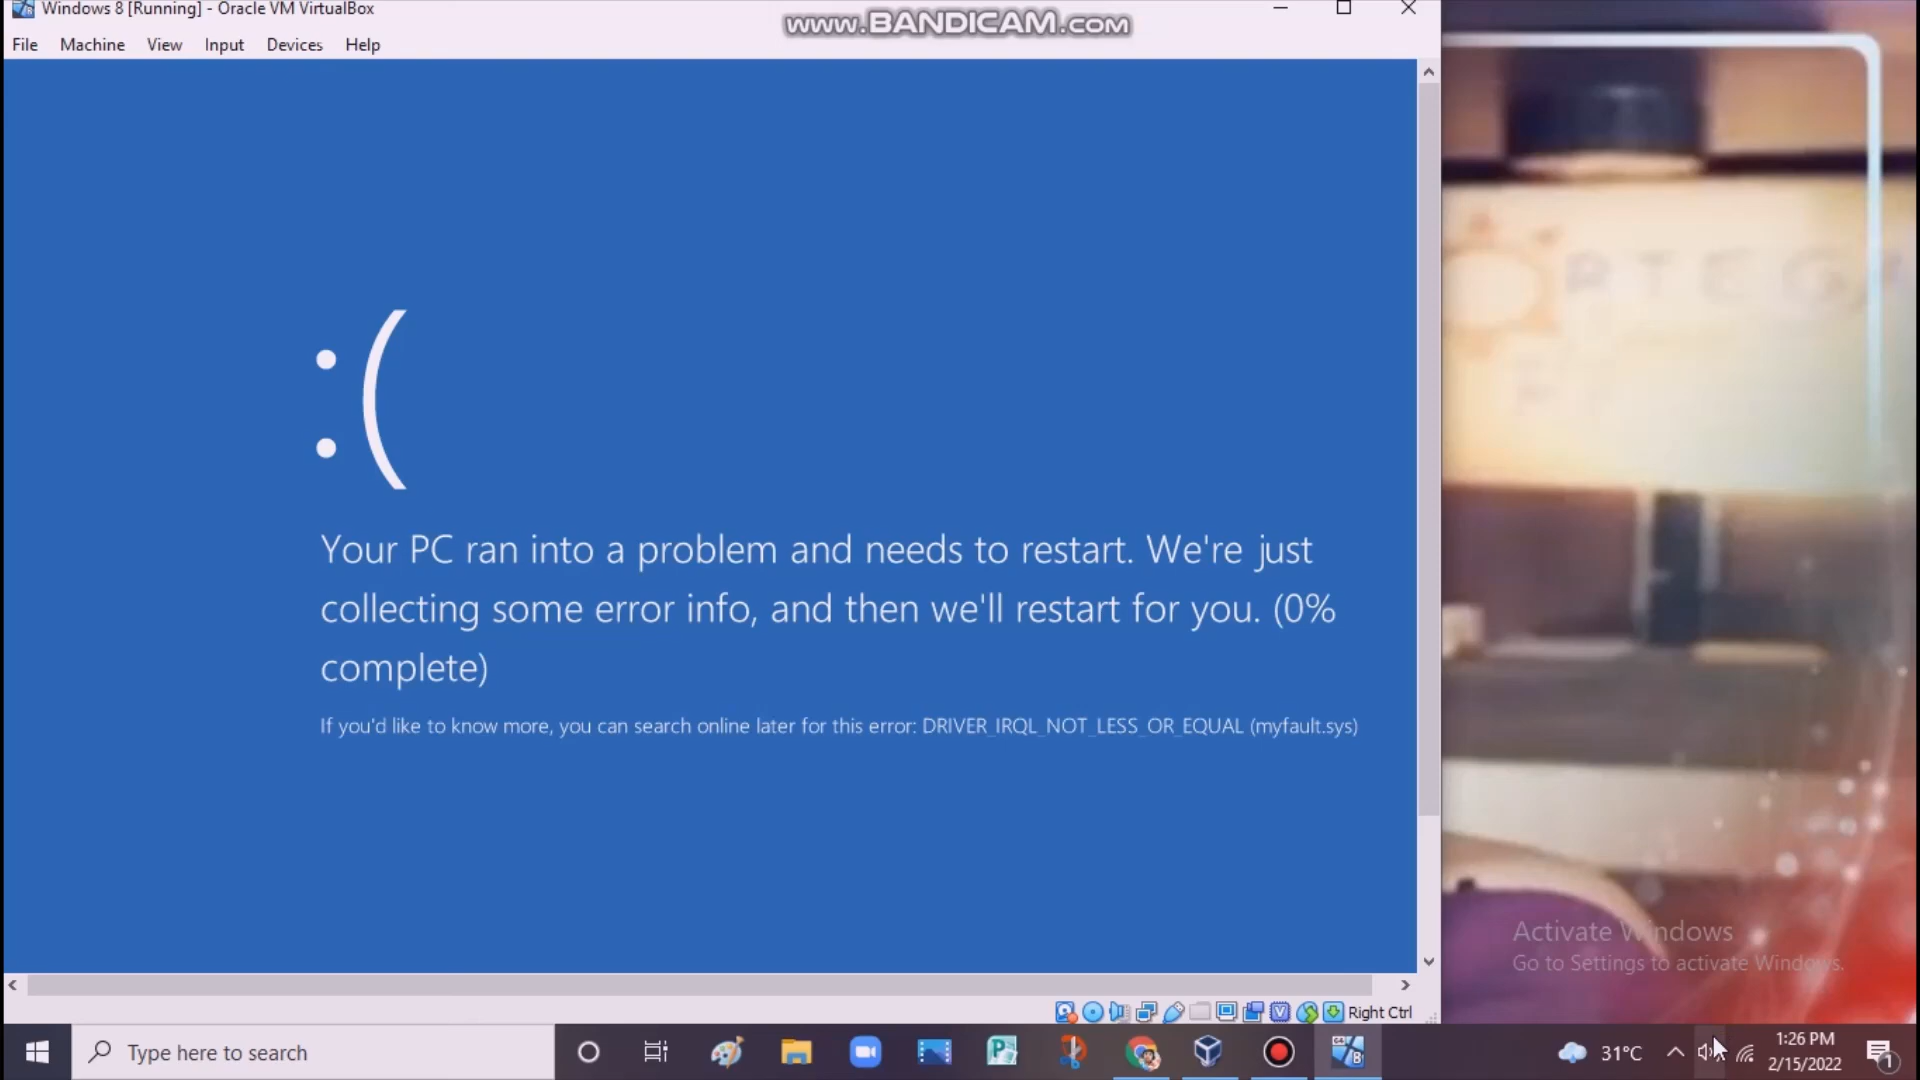 Windows 8 [Running] - Oracle VM VirtualBox
www.BANDICAM.com
File Machine View Input Devices Help
:(
Your PC ran into a problem and needs to restart. We're just
collecting some error info, and then we'll restart for you. (0%
complete)
If you'd like to know more, you can search online later for this error: DRIVER_IRQL_NOT_LESS_OR_EQUAL (myfault.sys)
Activate Windows
Go to Settings to activate Windows.
Right Ctrl
Type here to search
31°C
1:26 PM
2/15/2022
1